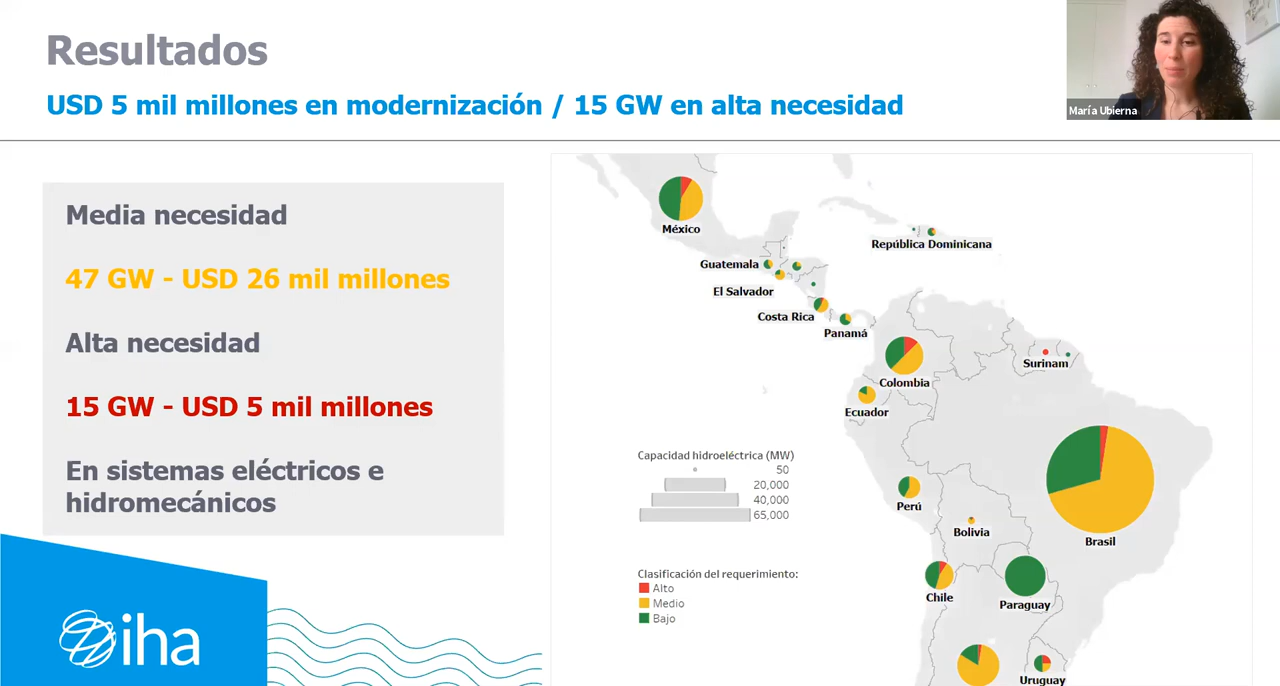 Resultados
USD 5 mil millones en modernización / 15 GW en alta necesidad
María Ubierna
Media necesidad
47 GW - USD 26 mil millones
Alta necesidad
15 GW - USD 5 mil millones
En sistemas eléctricos e
hidromecánicos
iha
México
República Dominicana
Guatemala
El Salvador
Costa Rica
Panamá
Surinam
Colombia
Ecuador
Capacidad hidroeléctrica (MW)
50
20,000
40,000
65,000
Perú
Bolivia
Brasil
Clasificación del requerimiento:
Alto
Medio
Bajo
Chile
Paraguay
Uruguay